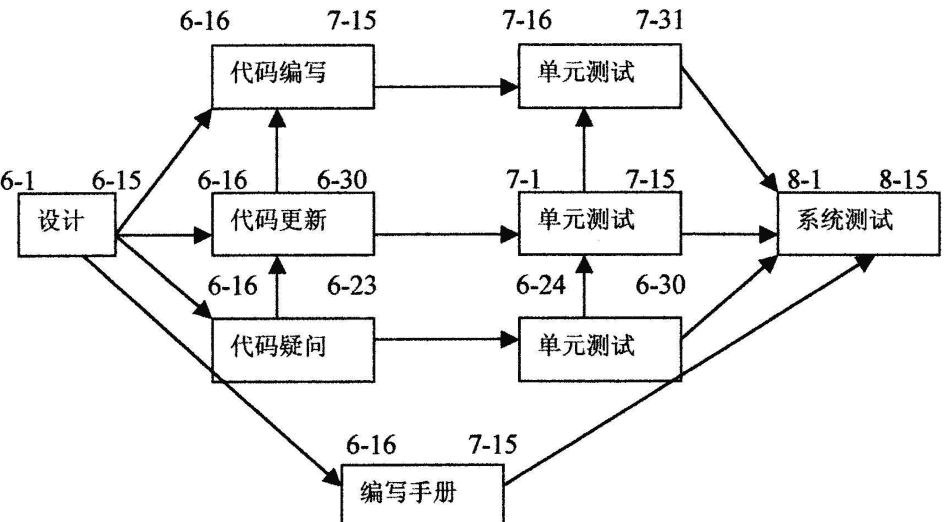 6-16 7-15 7-16 7-31
代码编写 单元测试
6-1 6-15 6-16 6-30 7-1 7-15 8-1 8-15
设计 代码更新 单元测试 系统测试
6-16 6-23 6-24 6-30
代码疑问 单元测试
6-16 7-15
编写手册